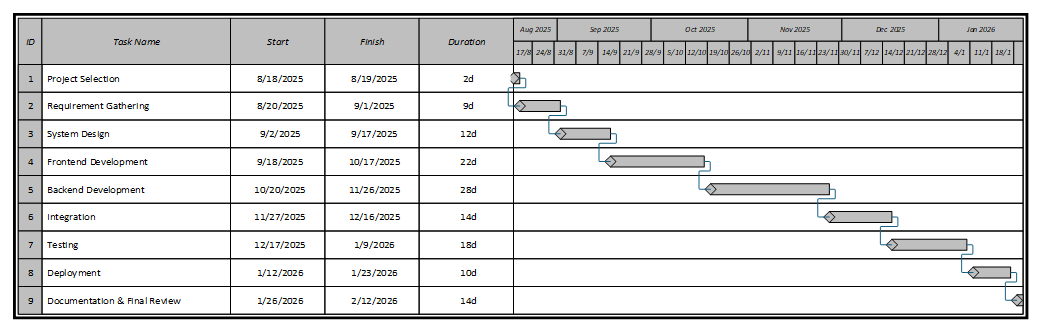 ID Task Name Start Finish Duration Aug 2025 Sep 2025 Oct 2025 Nov 2025 Dec 2025 Jan 2026
17/8 24/8 31/8 7/9 14/9 21/9 28/9 5/10 12/10 19/10 26/10 2/11 9/11 16/11 23/11 30/11 7/12 14/12 21/12 28/12 4/1 11/1 18/1
1 Project Selection 8/18/2025 8/19/2025 2d
2 Requirement Gathering 8/20/2025 9/1/2025 9d
3 System Design 9/2/2025 9/17/2025 12d
4 Frontend Development 9/18/2025 10/17/2025 22d
5 Backend Development 10/20/2025 11/26/2025 28d
6 Integration 11/27/2025 12/16/2025 14d
7 Testing 12/17/2025 1/9/2026 18d
8 Deployment 1/12/2026 1/23/2026 10d
9 Documentation & Final Review 1/26/2026 2/12/2026 14d